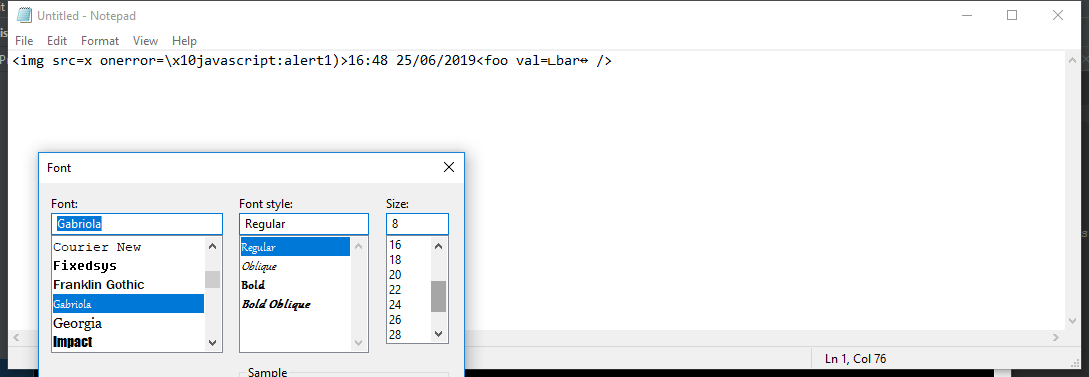 Untitled - Notepad
File Edit Format View Help
<img src=x onerror=\x10javascript:alert1)>16:48 25/06/2019<foo val=∟bar↔ />
Font
Font: Font style: Size:
Gabriola Regular 8
Courier New
Fixedsys
Franklin Gothic
Gabriola
Georgia
Impact
Regular
Oblique
Bold
Bold Oblique
16
18
20
22
24
26
28
Sample
Ln 1, Col 76